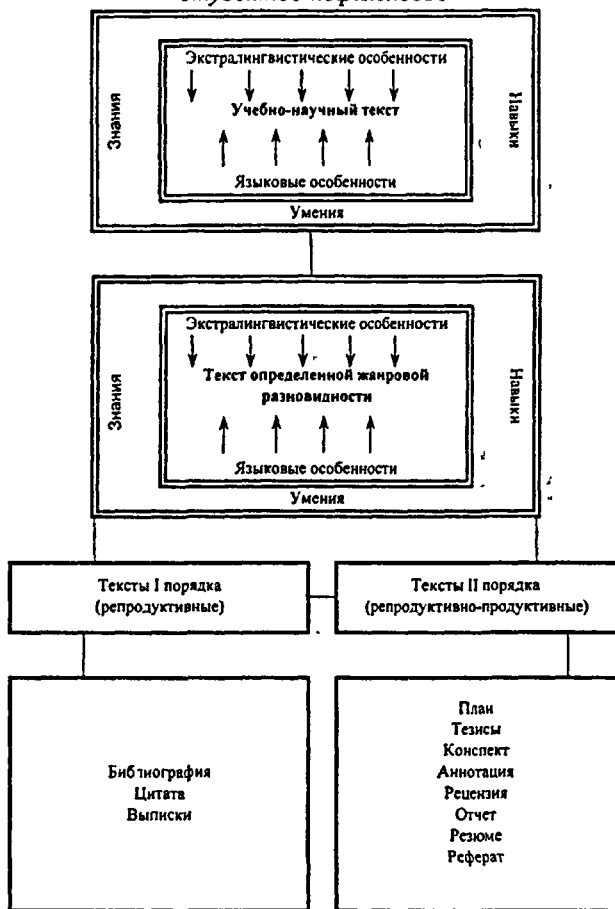 Экстралингвистические особенности
Знания
Учебно-научный текст
Навыки
Языковые особенности
Умения
Экстралингвистические особенности
Знания
Текст определенной жанровой
разновидности
Навыки
Языковые особенности
Умения
Тексты I порядка
(репродуктивные)
Тексты II порядка
(репродуктивно-продуктивные)
Библиография
Цитата
Выписки
План
Тезисы
Конспект
Аннотация
Рецензия
Отчет
Резюме
Реферат